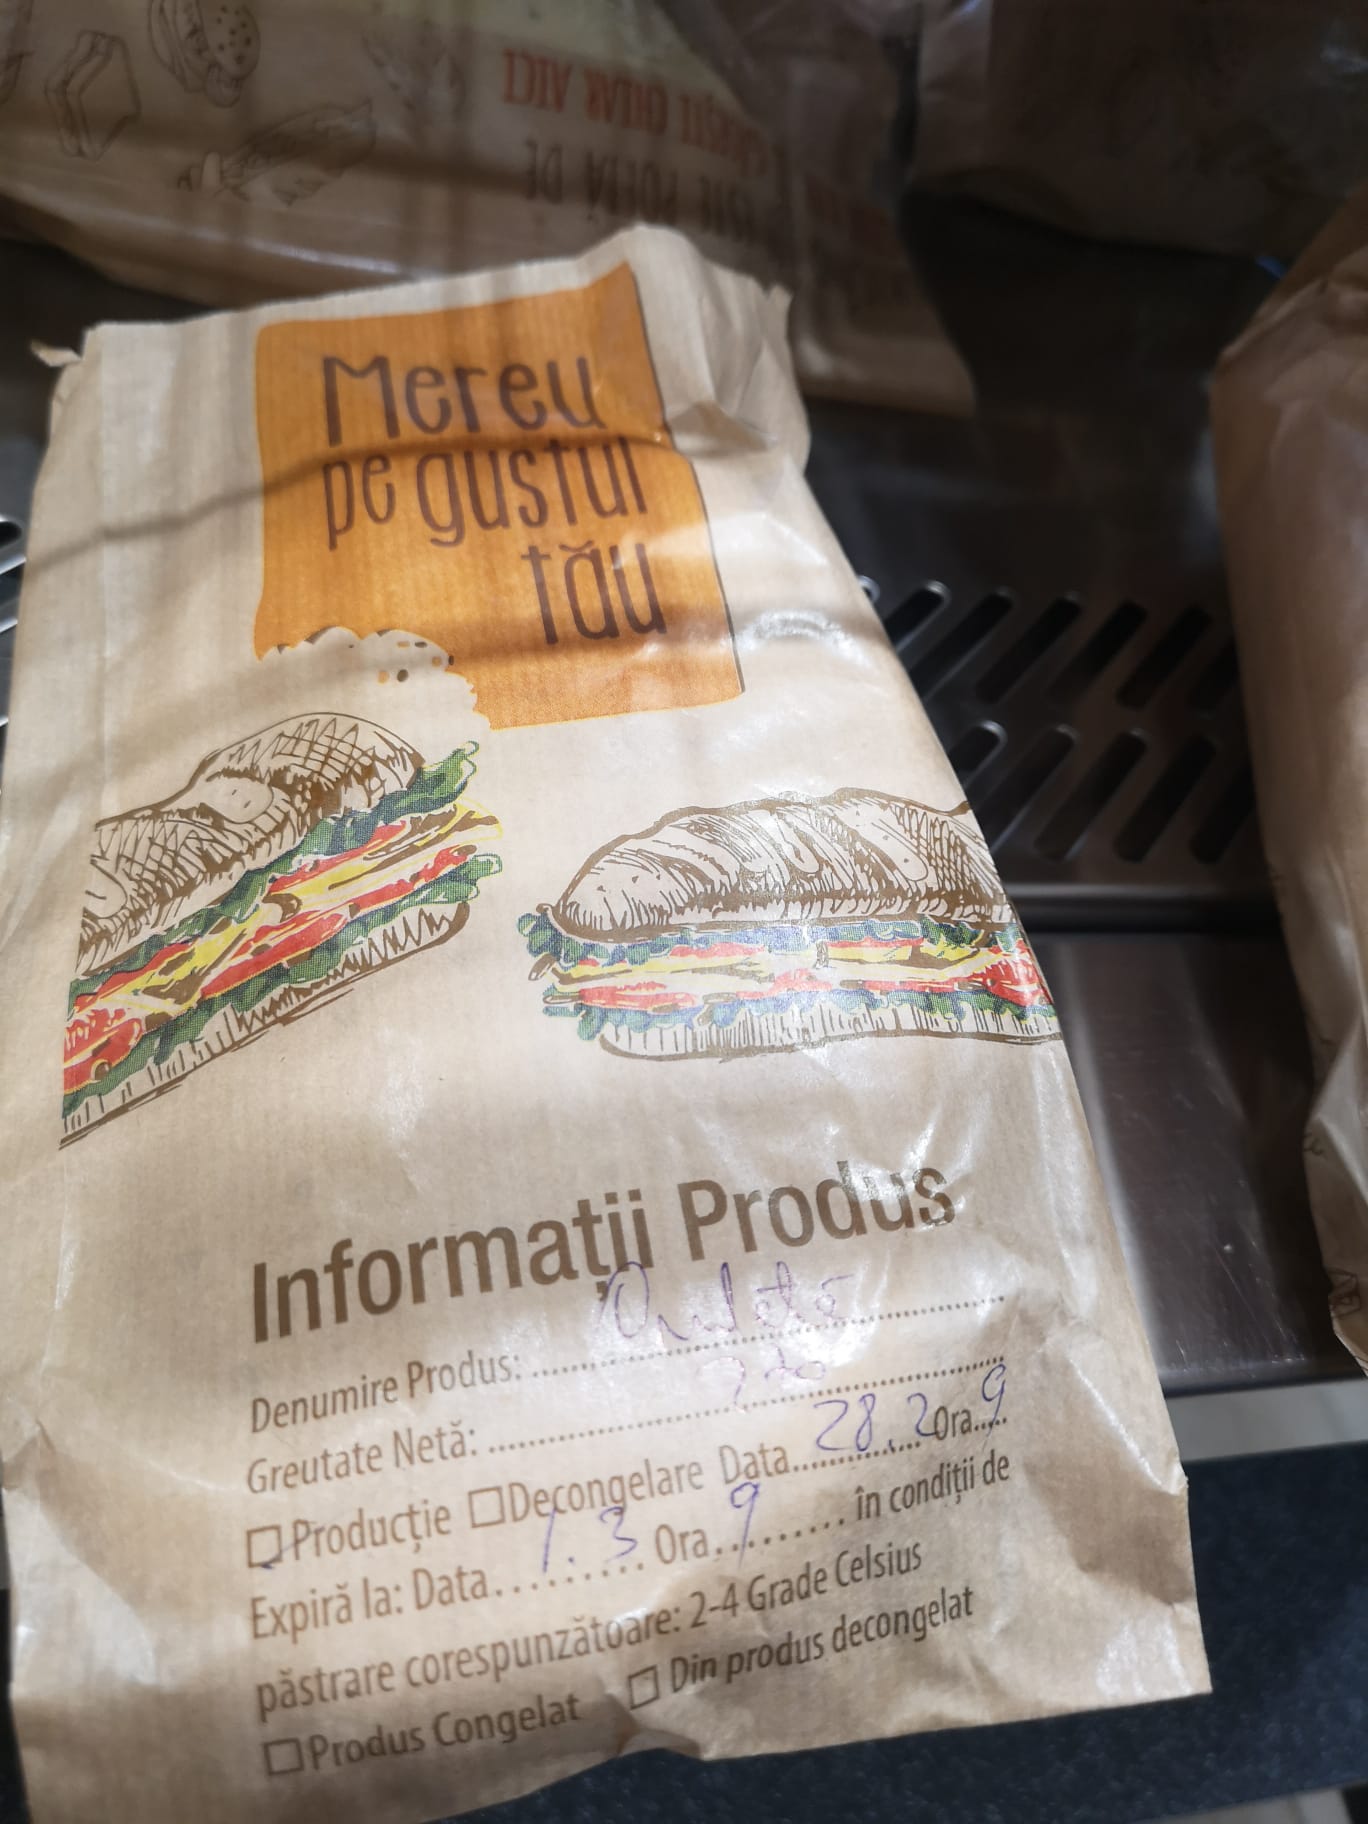 Mereu
pe gustul
tău
Informații Produs
Denumire Produs: Omletă
Greutate Netă:
Producție Decongelare Data 28.2 Ora 9
Expiră la: Data 1.3 Ora 9 în condiții de
păstrare corespunzătoare: 2-4 Grade Celsius
Produs Congelat Din produs decongelat